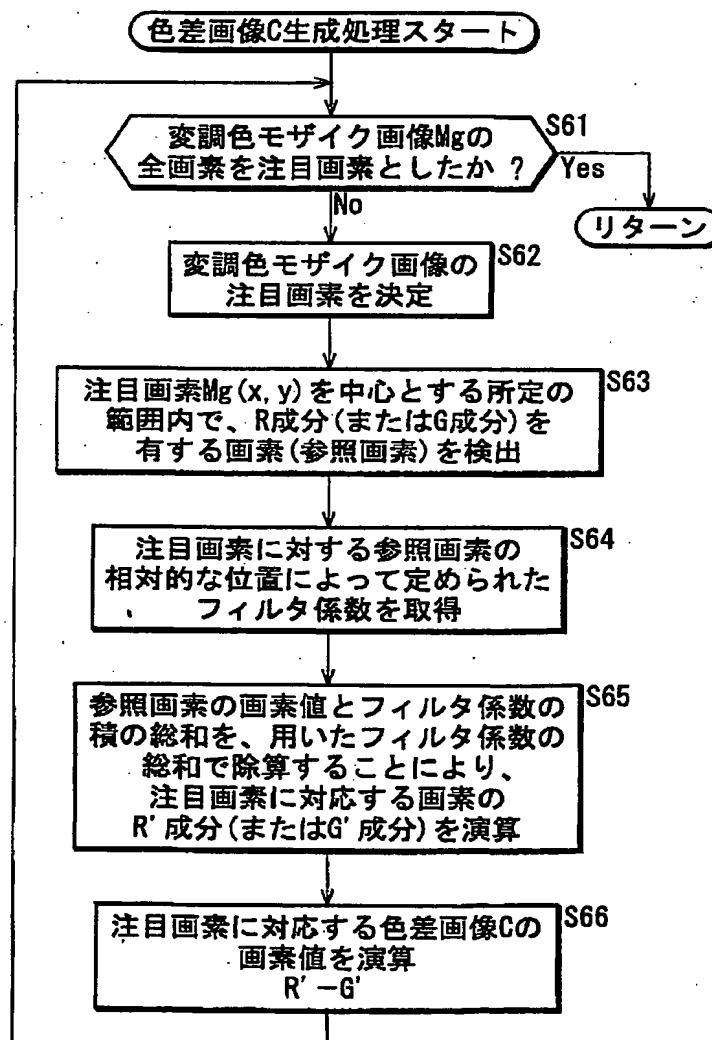 色差画像C生成処理スタート
変調色モザイク画像Mgの
全画素を注目画素としたか ?
S61
Yes
No
リターン
変調色モザイク画像の
注目画素を決定
S62
注目画素Mg(x, y)を中心とする所定の
範囲内で、R成分(またはG成分)を
有する画素(参照画素)を検出
S63
注目画素に対する参照画素の
相対的な位置によって定められた
フィルタ係数を取得
S64
参照画素の画素値とフィルタ係数の
積の総和を、用いたフィルタ係数の
総和で除算することにより、
注目画素に対応する画素の
R'成分(またはG'成分)を演算
S65
注目画素に対応する色差画像Cの
画素値を演算
R'−G'
S66